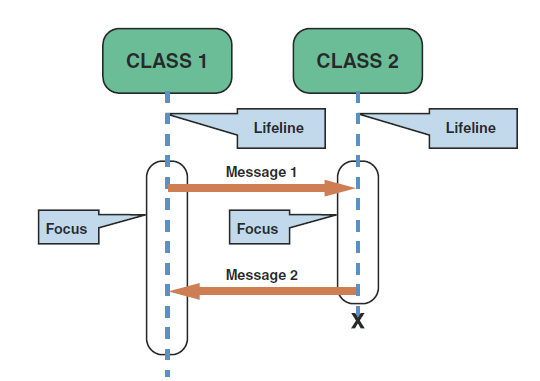 CLASS 1
CLASS 2
Lifeline
Lifeline
Message 1
Focus
Focus
Message 2
X